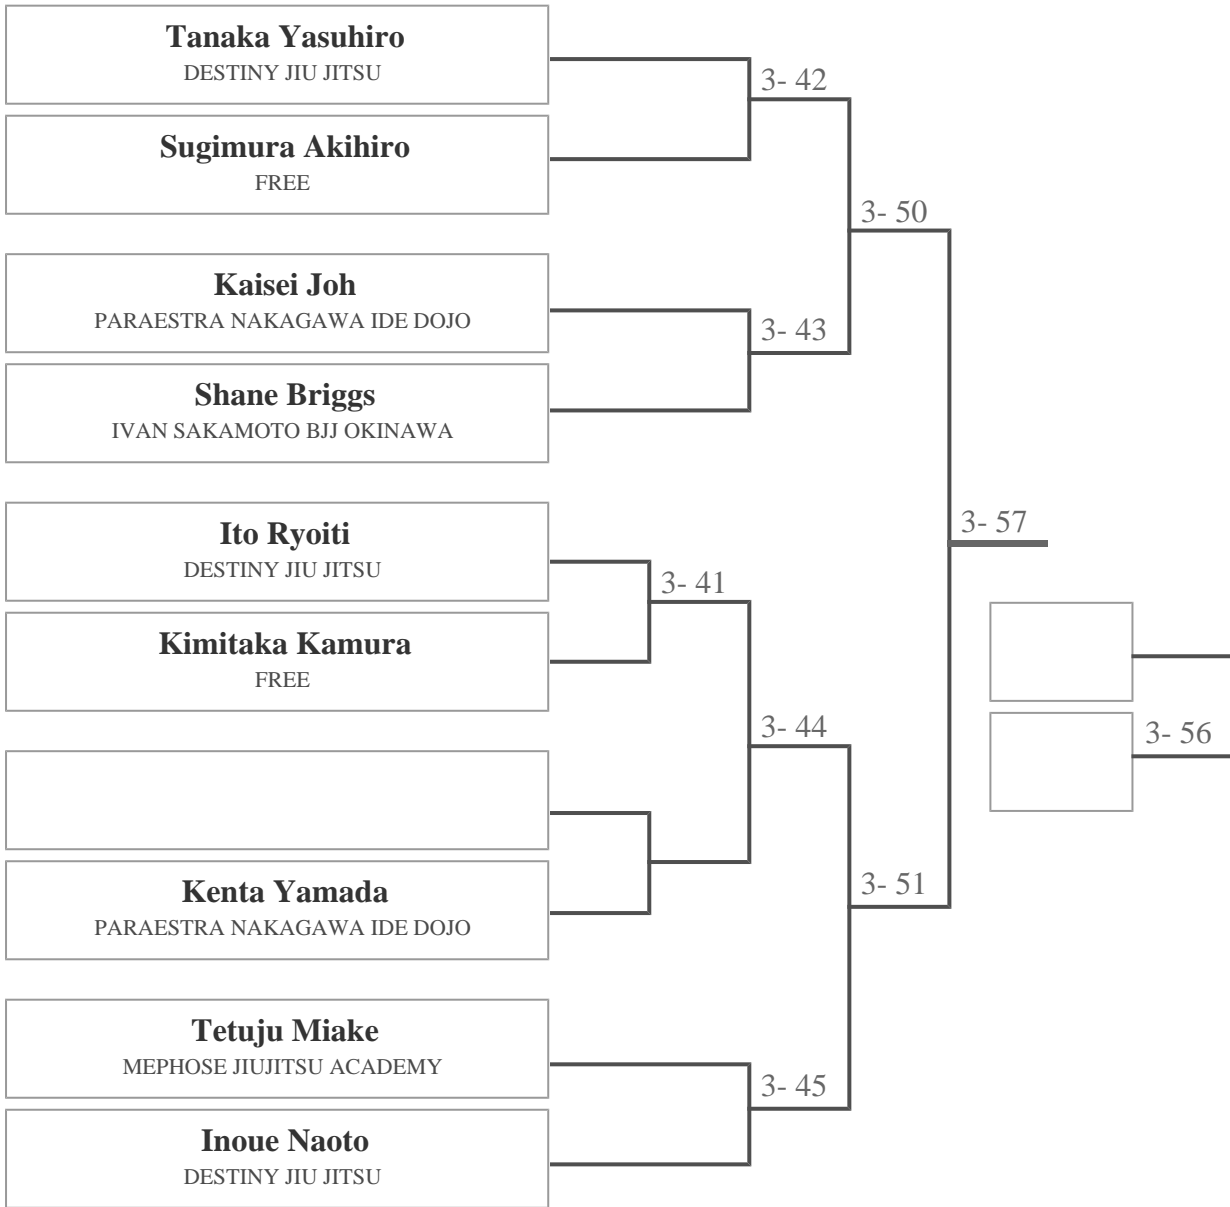 Tanaka Yasuhiro
DESTINY JIU JITSU
3- 42
Sugimura Akihiro
FREE
3- 50
Kaisei Joh
PARAESTRA NAKAGAWA IDE DOJO
3- 43
Shane Briggs
IVAN SAKAMOTO BJJ OKINAWA
3- 57
Ito Ryoiti
DESTINY JIU JITSU
3- 41
Kimitaka Kamura
FREE
3- 44
3- 56
Kenta Yamada
PARAESTRA NAKAGAWA IDE DOJO
3- 51
Tetuju Miake
MEPHOSE JIUJITSU ACADEMY
3- 45
Inoue Naoto
DESTINY JIU JITSU